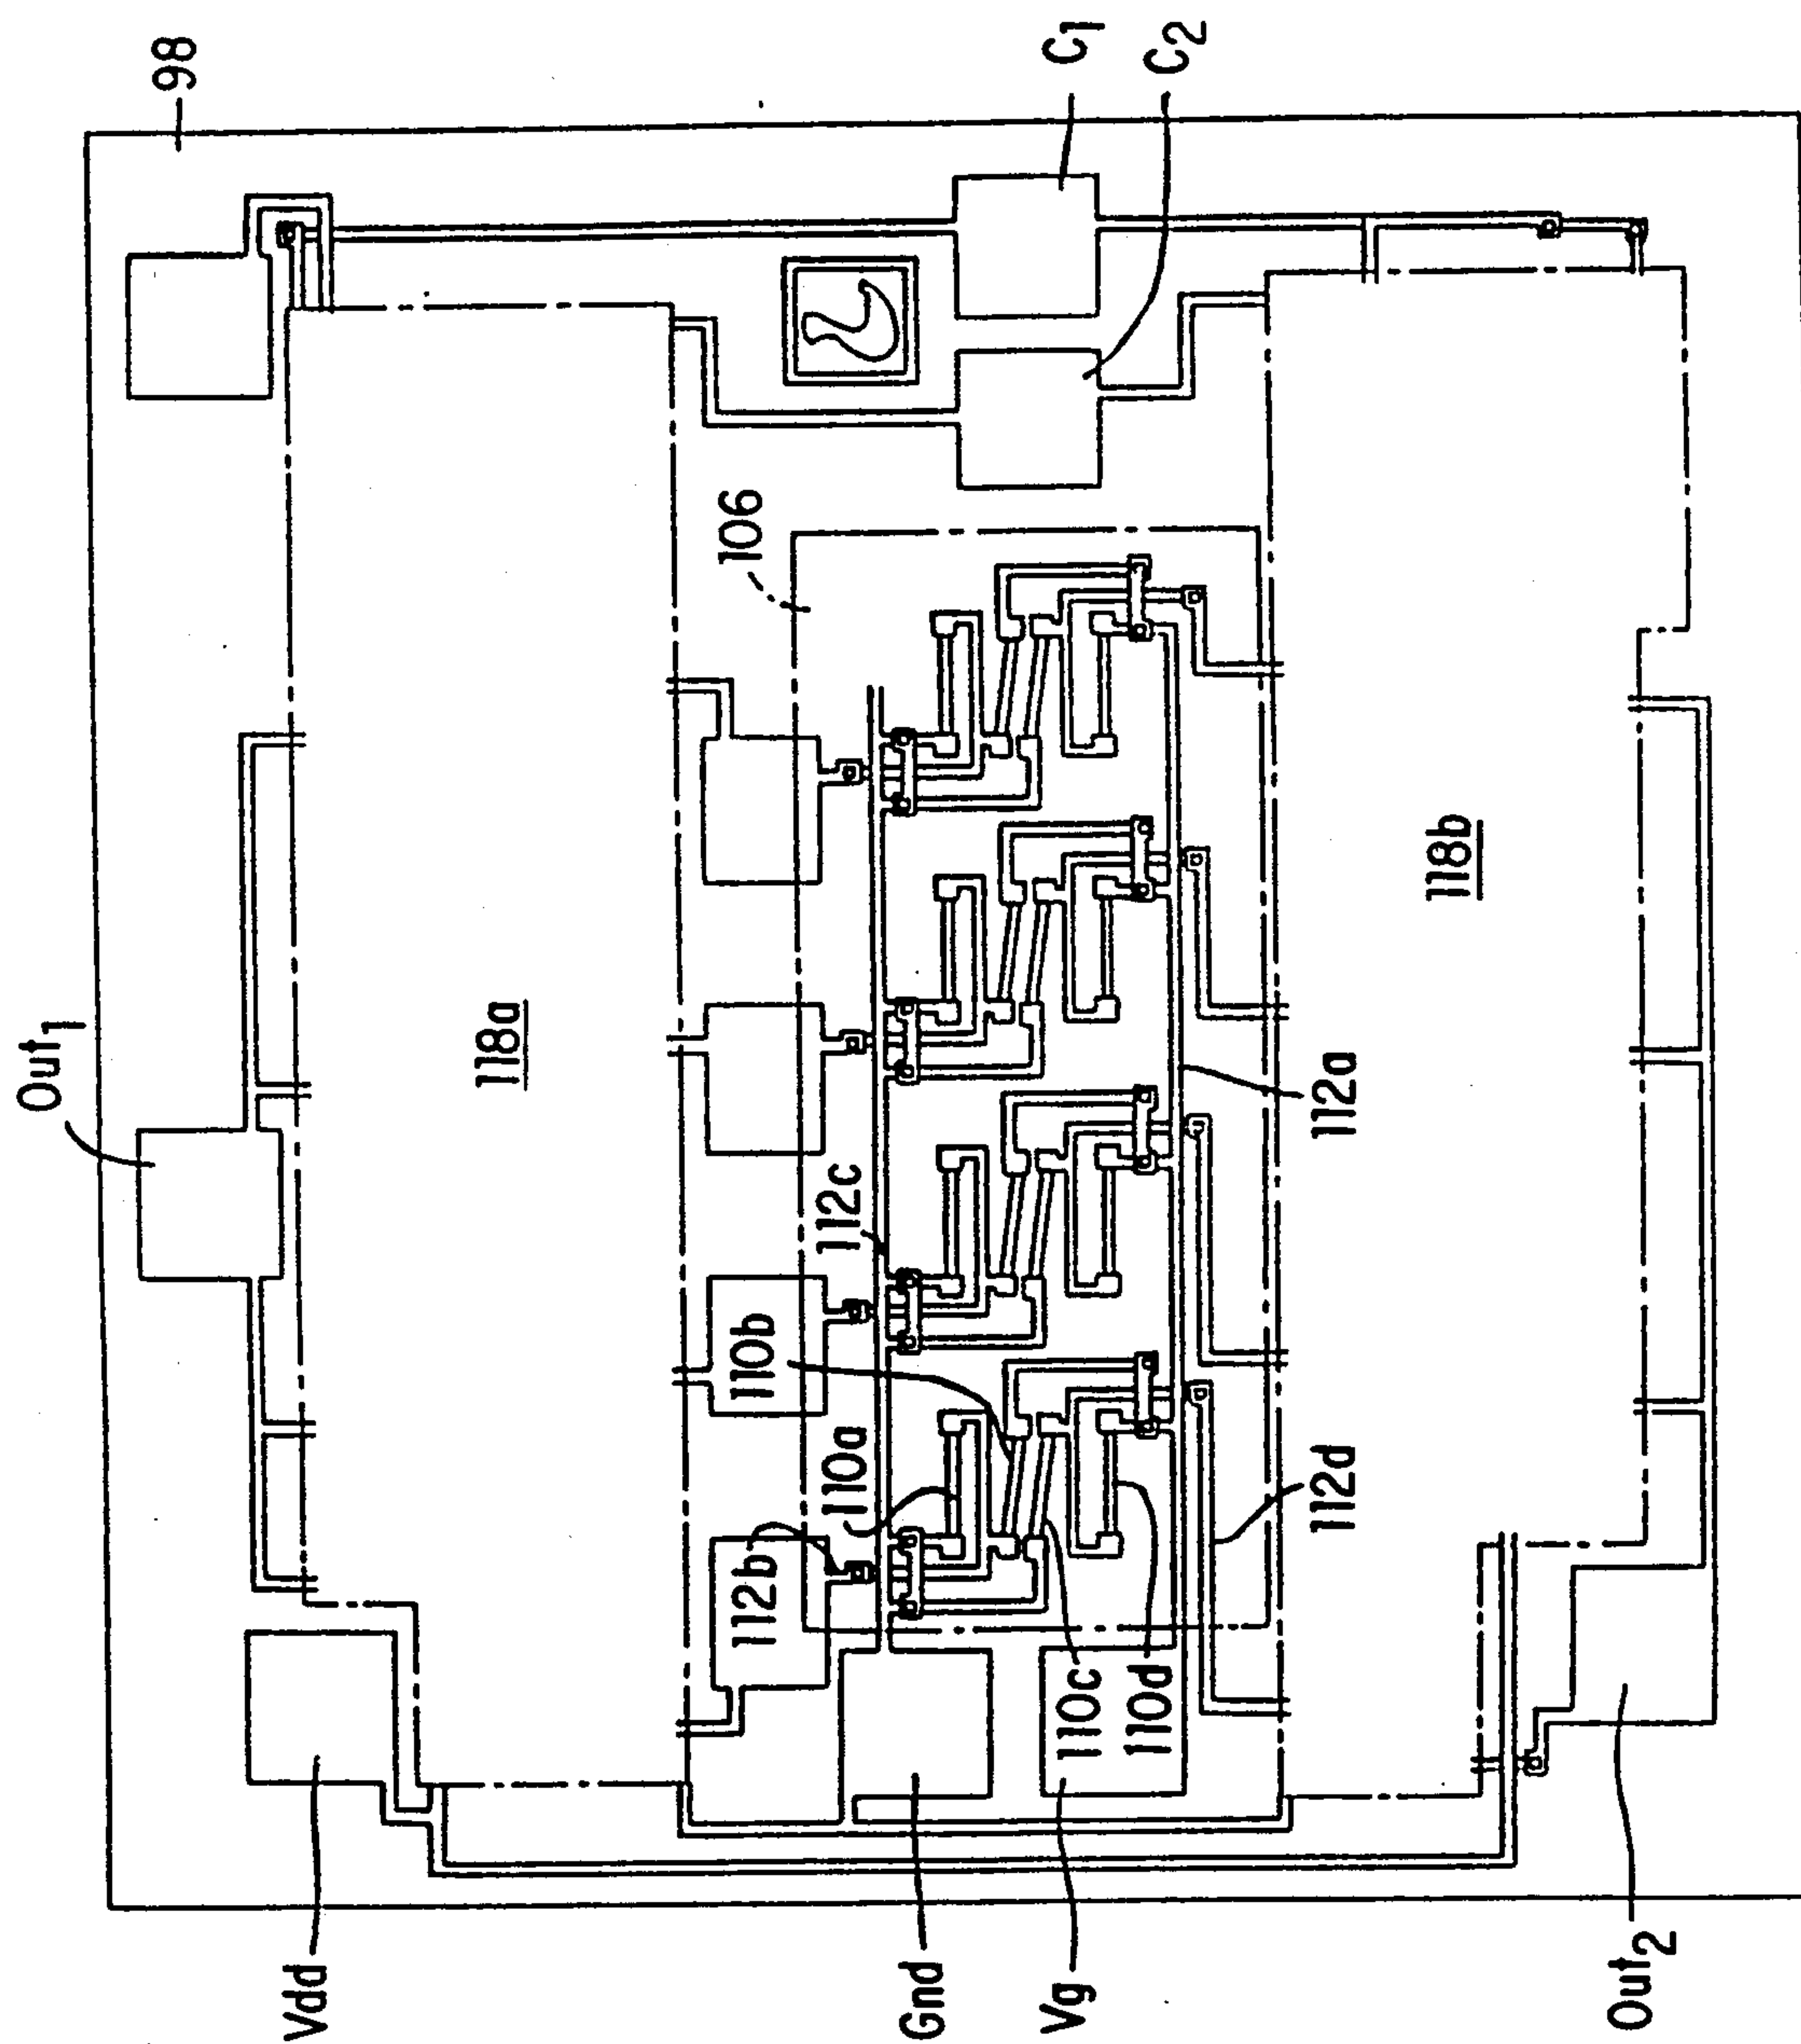 98
C1
C2
Out1
118a
106
112c
110b
110a
112b
118b
112a
112d
110c
110d
Vdd
Gnd
Vg
Out2